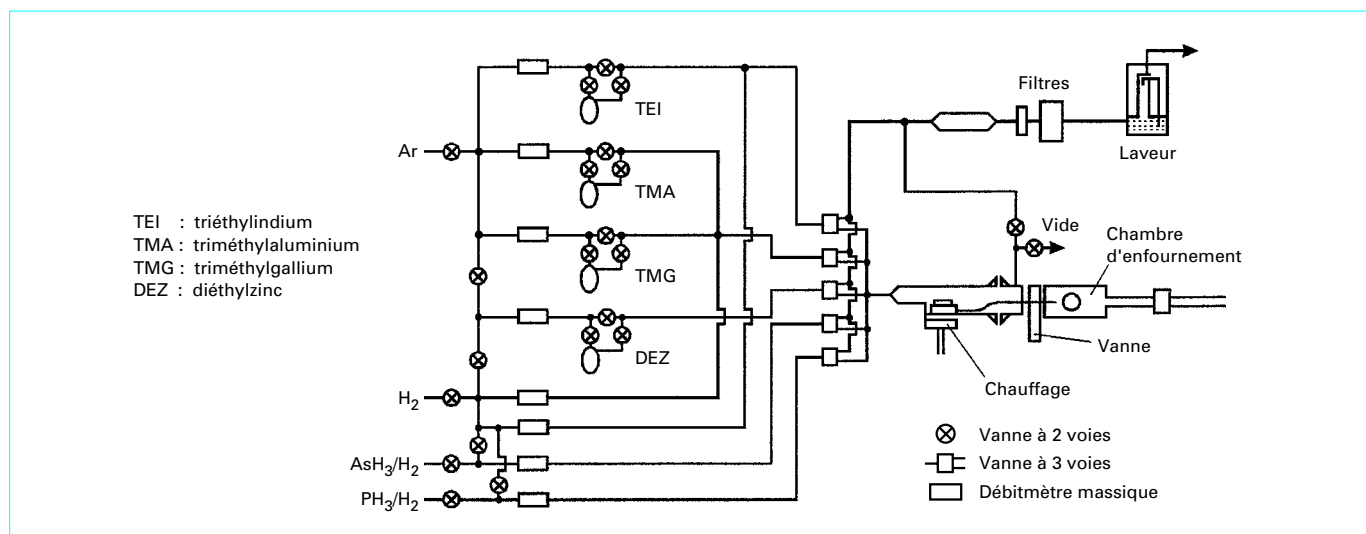 TEI : triéthylindium
TMA : triméthylaluminium
TMG : triméthylgallium
DEZ : diéthylzinc
Ar
H2
AsH3/H2
PH3/H2
TEI
TMA
TMG
DEZ
Filtres
Laveur
Vide
Chambre
d'enfournement
Vanne
Chauffage
Vanne à 2 voies
Vanne à 3 voies
Débitmètre massique